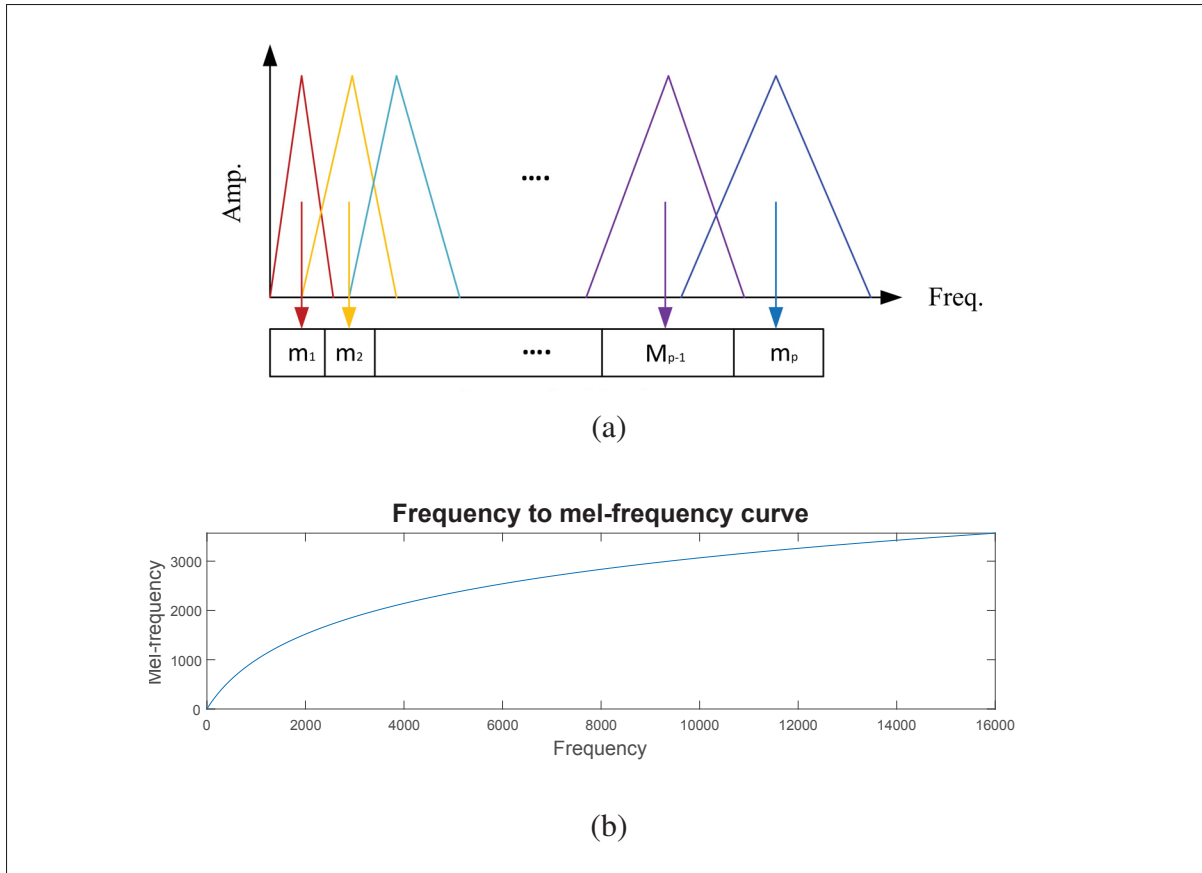 Amp.
....
Freq.
m1 m2 .... Mp-1 mp
(a)
Frequency to mel-frequency curve
Mel-frequency
3000
2000
1000
0
0 2000 4000 6000 8000 10000 12000 14000 16000
Frequency
(b)